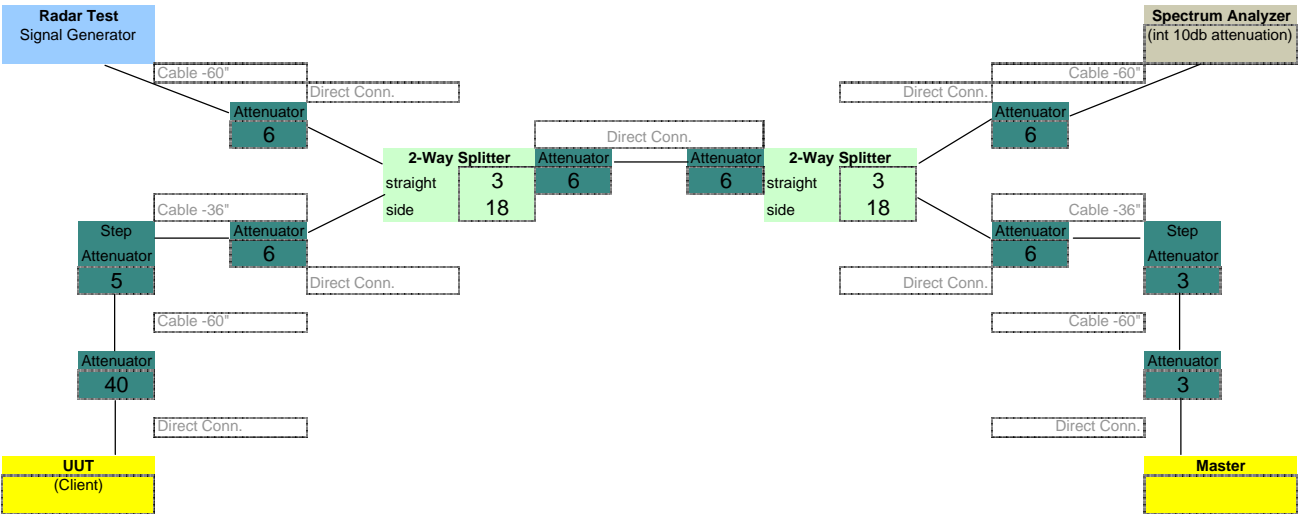 Radar Test
Signal Generator
Spectrum Analyzer
(int 10db attenuation)
Cable -60"
Cable -60"
Direct Conn.
Direct Conn.
Attenuator
6
Attenuator
6
Direct Conn.
2-Way Splitter
straight 3
side 18
Attenuator
6
Attenuator
6
2-Way Splitter
straight 3
side 18
Cable -36"
Cable -36"
Step
Attenuator
5
Attenuator
6
Attenuator
6
Step
Attenuator
3
Direct Conn.
Direct Conn.
Cable -60"
Cable -60"
Attenuator
40
Attenuator
3
Direct Conn.
Direct Conn.
UUT
(Client)
Master